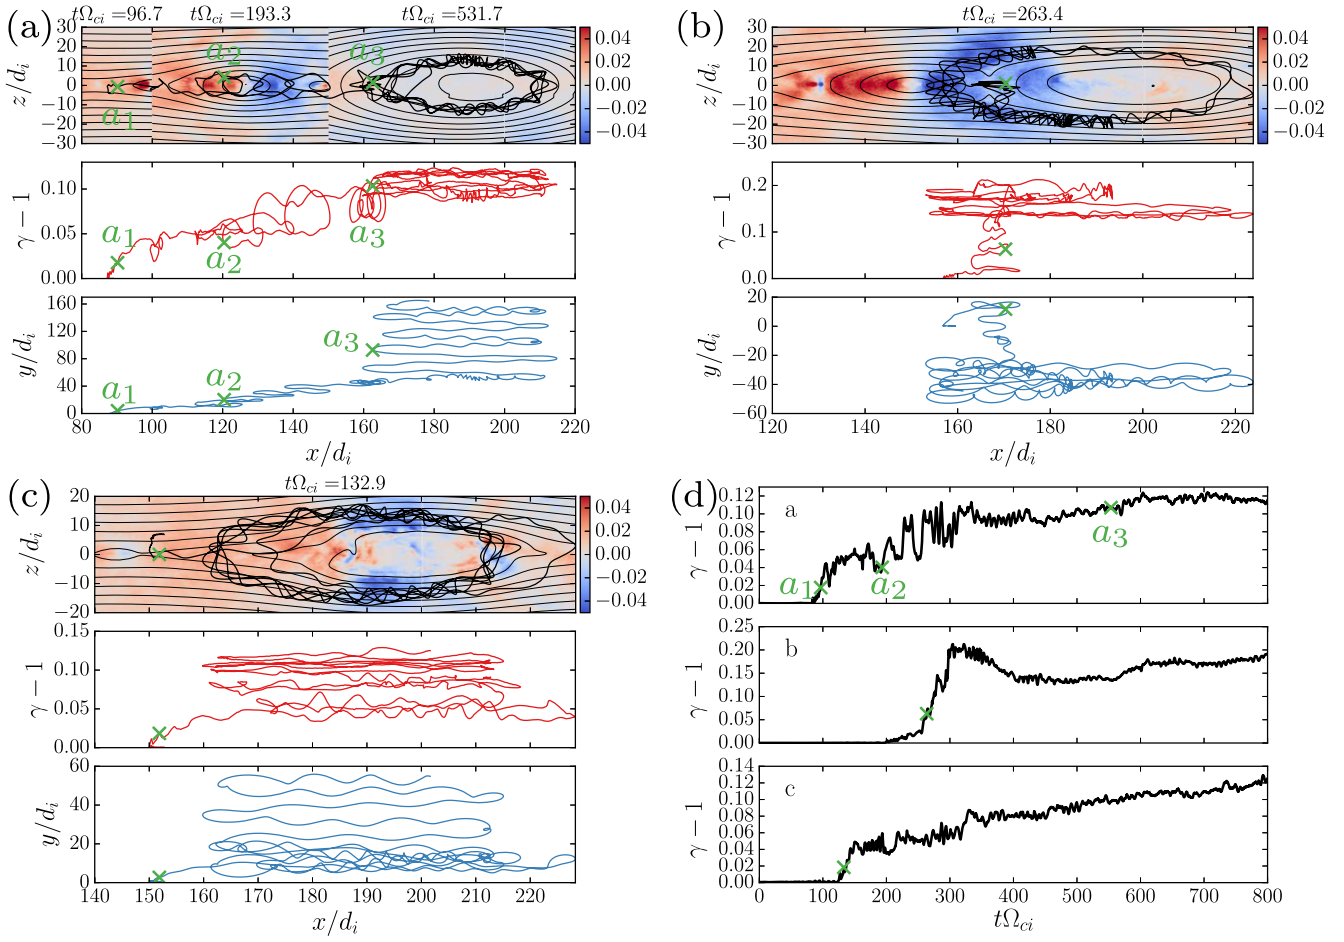 (a)
tΩci =96.7 tΩci =193.3 tΩci =531.7
30
20
10
0
−10
−20
−30
z/di
a1
a2
a3
0.04
0.02
0.00
−0.02
−0.04
0.10
0.05
0.00
γ − 1
a1
a2
a3
160
120
80
40
0
y/di
a1
a2
a3
80 100 120 140 160 180 200 220
x/di
(b)
tΩci =263.4
30
20
10
0
−10
−20
−30
z/di
0.04
0.02
0.00
−0.02
−0.04
0.2
0.1
0.0
γ − 1
20
0
−20
−40
−60
y/di
120 140 160 180 200 220
x/di
(c)
tΩci =132.9
20
10
0
−10
−20
z/di
0.04
0.02
0.00
−0.02
−0.04
0.15
0.10
0.05
0.00
γ − 1
60
40
20
0
y/di
140 150 160 170 180 190 200 210 220
x/di
(d)
0.12
0.10
0.08
0.06
0.04
0.02
0.00
γ − 1
a
a1
a2
a3
0.25
0.20
0.15
0.10
0.05
0.00
γ − 1
b
0.14
0.12
0.10
0.08
0.06
0.04
0.02
0.00
γ − 1
c
0 100 200 300 400 500 600 700 800
tΩci